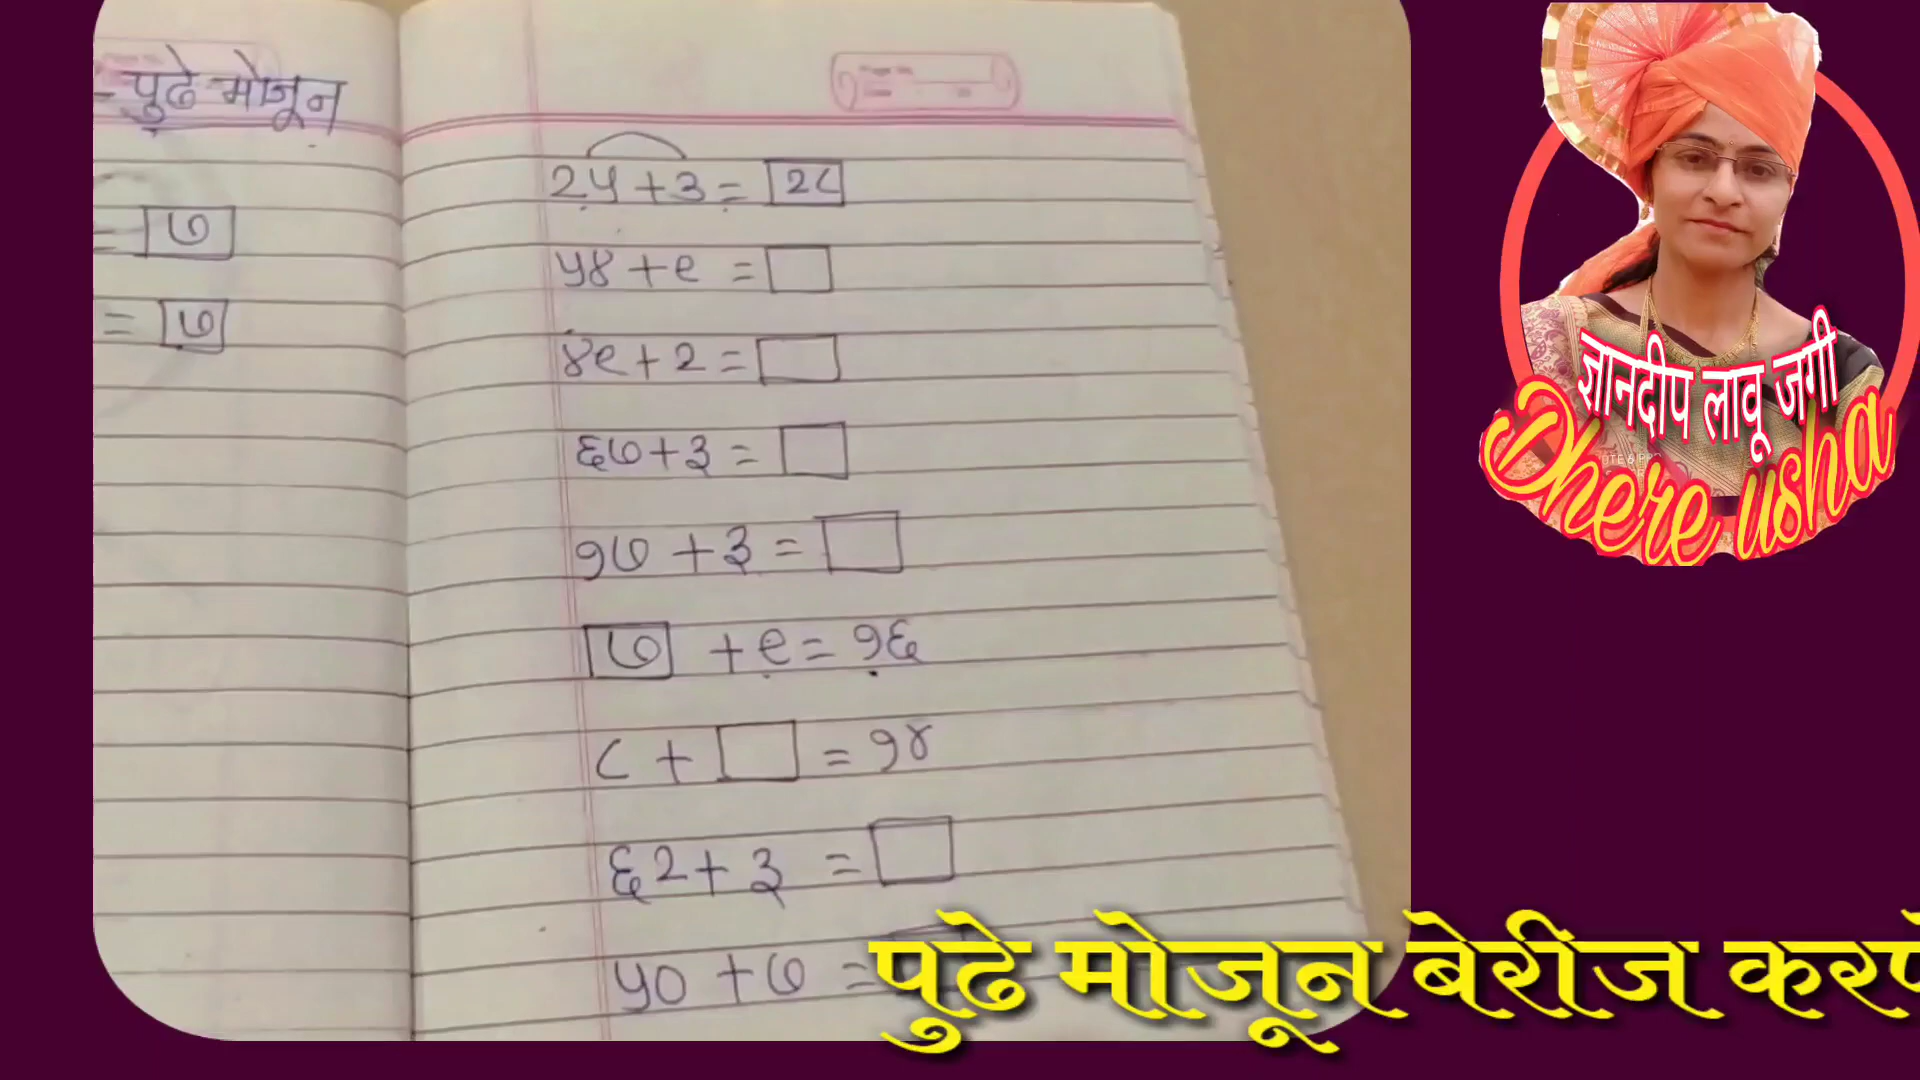 - पुढे मोजून
= ७
= ७
२५ + ३ = २८
५४ + ९ =
४९ + २ =
६७ + ३ =
१७ + ३ =
७ + ९ = १६
८ + = १४
६२ + ३ =
५० + ७ =
ज्ञानदीप लावू जगी
Dhere usha
पुढे मोजून बेरीज